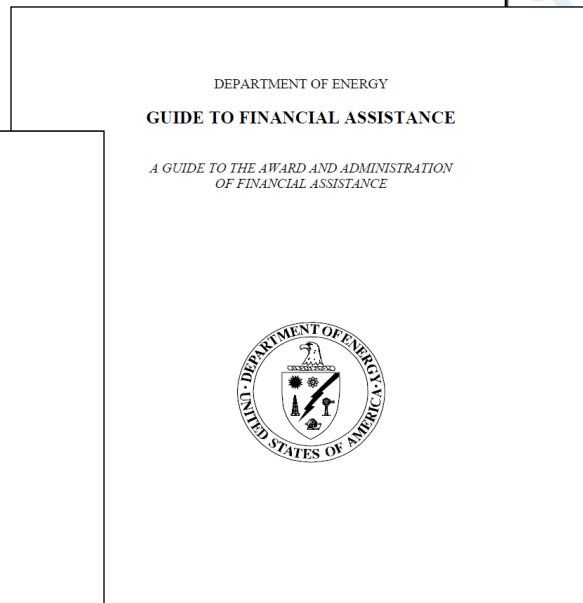 DEPARTMENT OF ENERGY
GUIDE TO FINANCIAL ASSISTANCE
A GUIDE TO THE AWARD AND ADMINISTRATION
OF FINANCIAL ASSISTANCE
DEPARTMENT OF ENERGY
UNITED STATES OF AMERICA